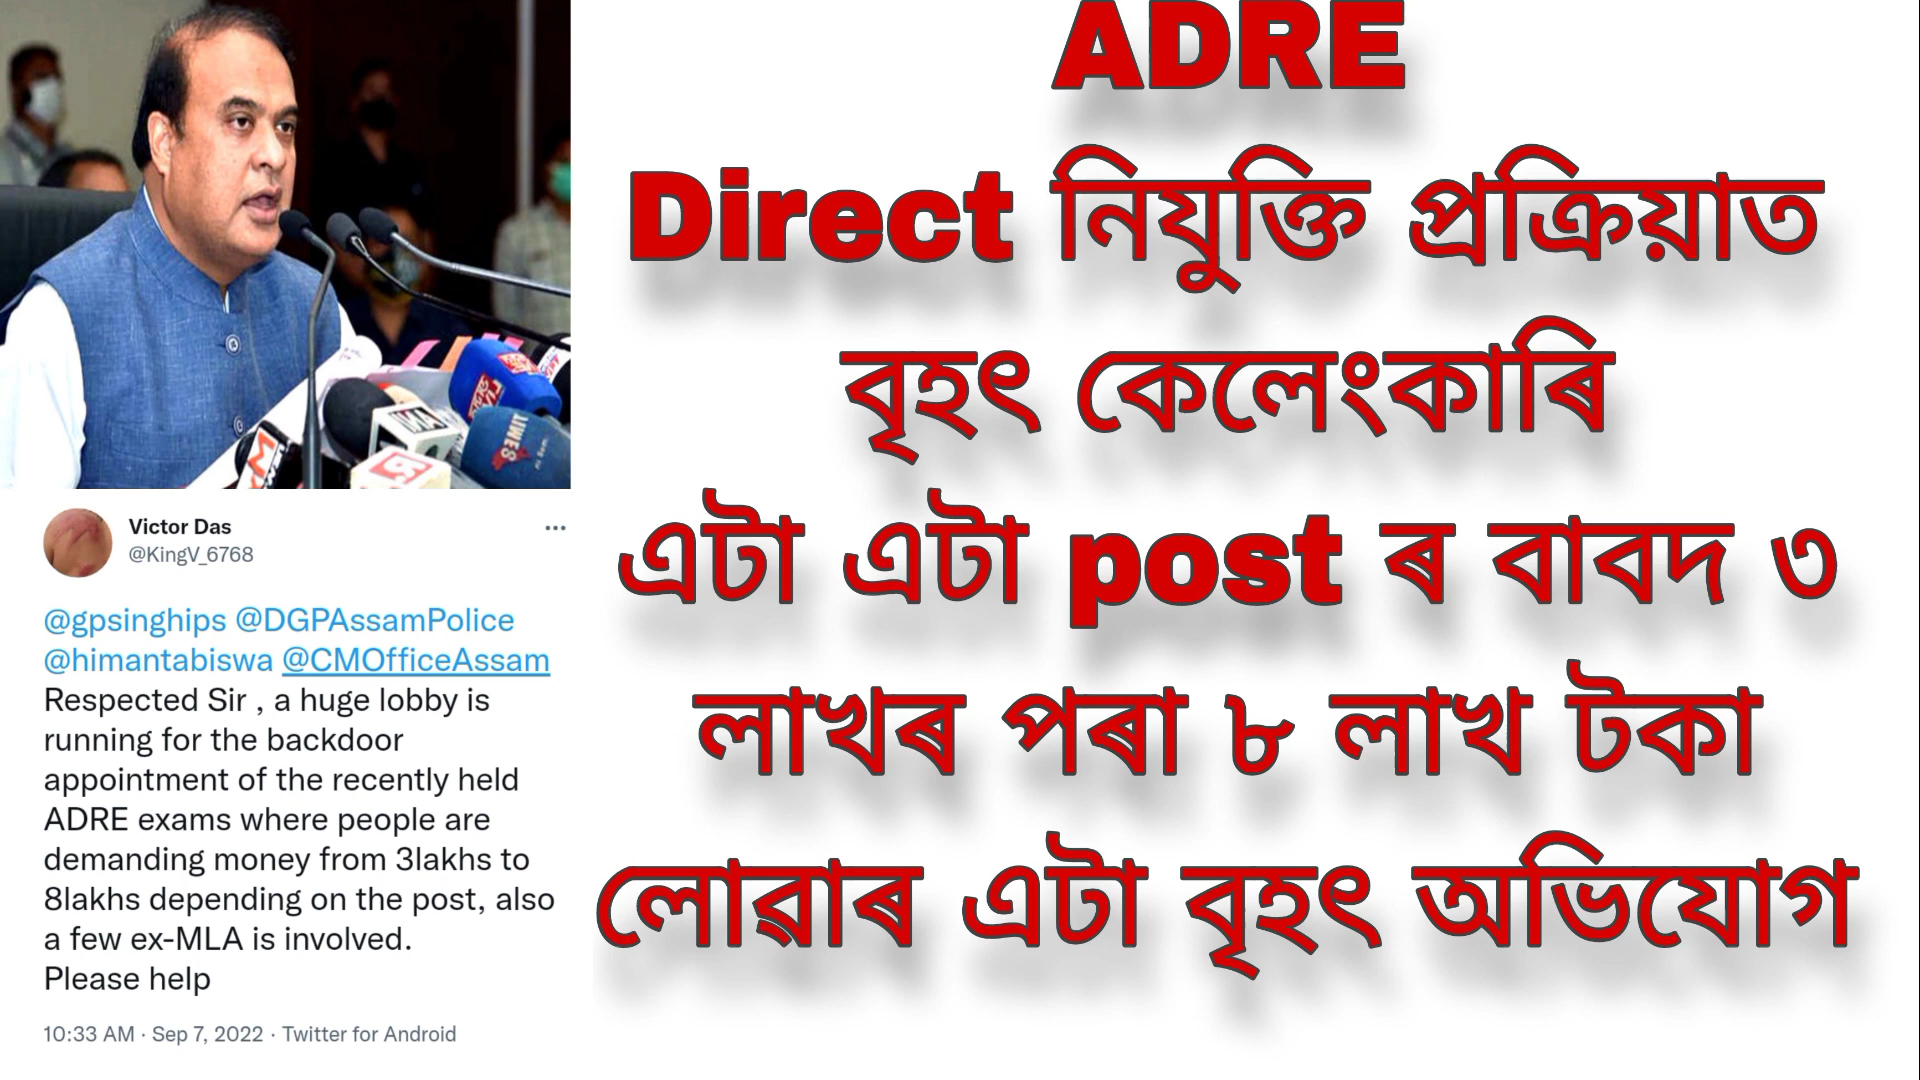 ADRE
Direct নিযুক্তি প্ৰক্ৰিয়াত
বৃহৎ কেলেংকাৰি
এটা এটা post ৰ বাবদ ৩
লাখৰ পৰা ৮ লাখ টকা
লোৱাৰ এটা বৃহৎ অভিযোগ
Victor Das
@KingV_6768
@gpsinghips @DGPAssamPolice
@himantabiswa @CMOfficeAssam
Respected Sir , a huge lobby is
running for the backdoor
appointment of the recently held
ADRE exams where people are
demanding money from 3lakhs to
8lakhs depending on the post, also
a few ex-MLA is involved.
Please help
10:33 AM · Sep 7, 2022 · Twitter for Android